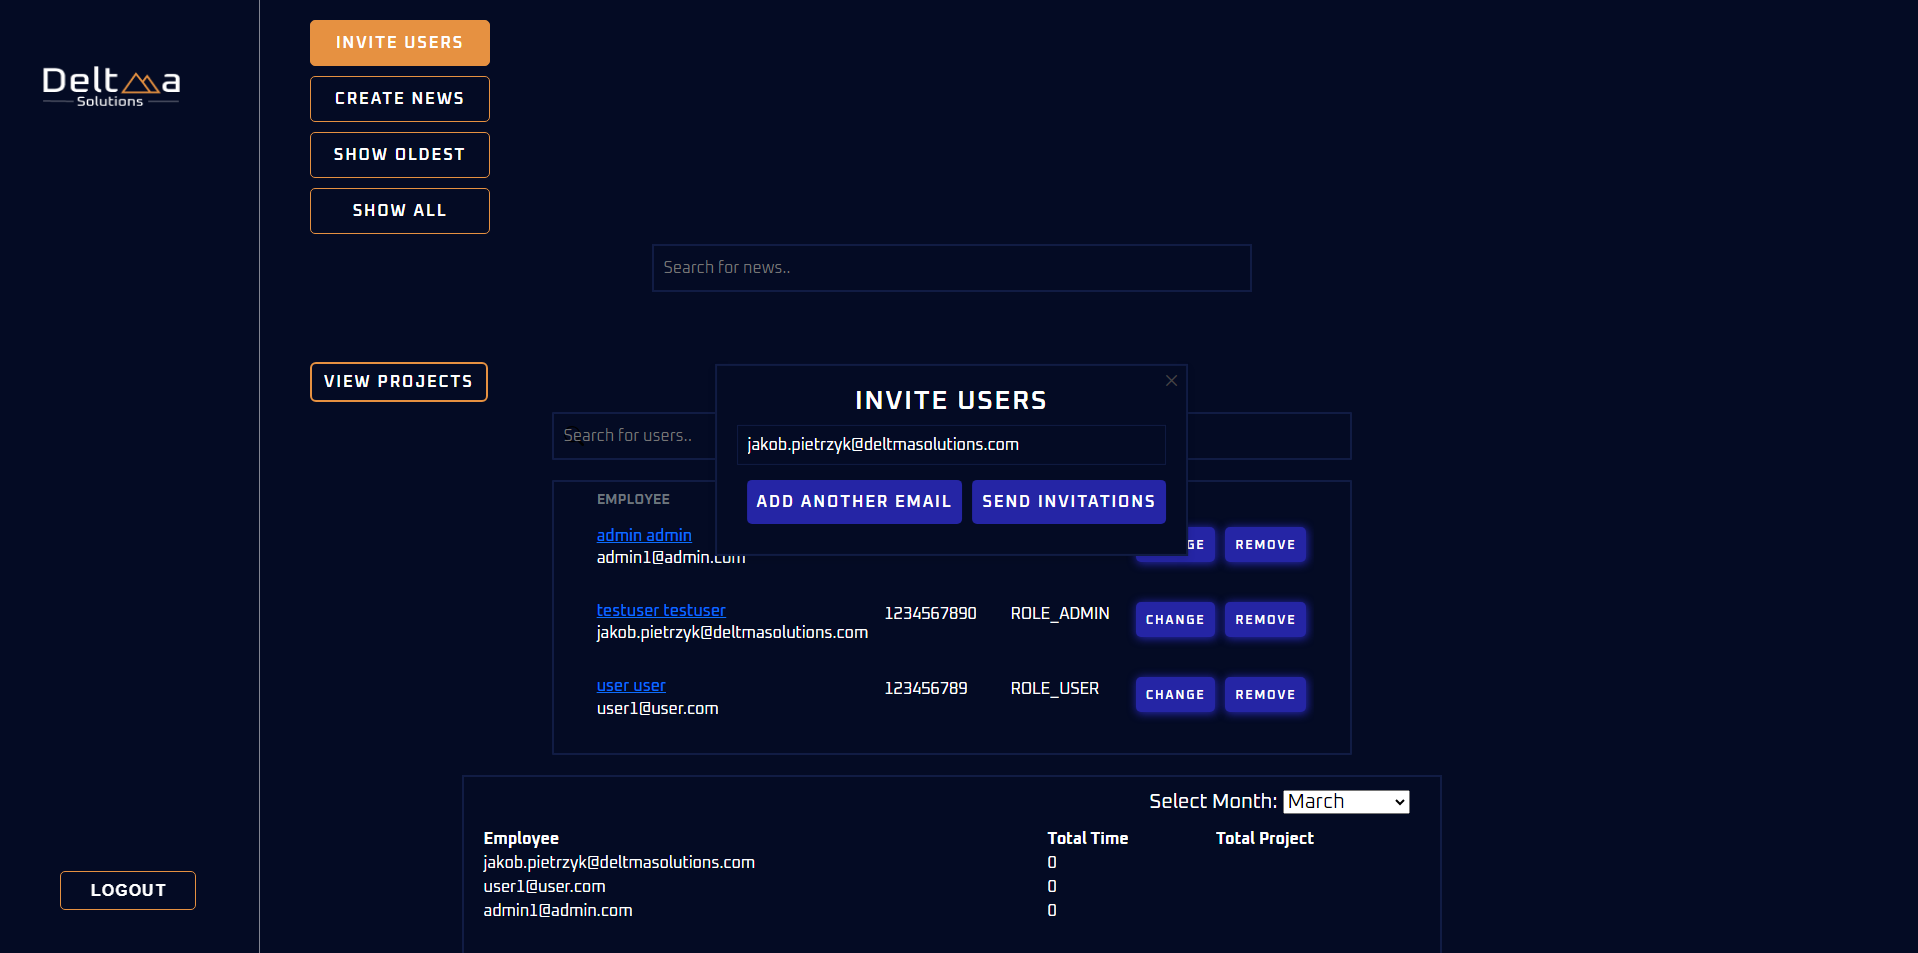 Deltma
Solutions
INVITE USERS
CREATE NEWS
SHOW OLDEST
SHOW ALL
Search for news..
VIEW PROJECTS
INVITE USERS
jakob.pietrzyk@deltmasolutions.com
ADD ANOTHER EMAIL SEND INVITATIONS
Search for users..
EMPLOYEE
admin admin
admin1@admin.com
GE REMOVE
testuser testuser
jakob.pietrzyk@deltmasolutions.com
1234567890 ROLE_ADMIN CHANGE REMOVE
user user
user1@user.com
123456789 ROLE_USER CHANGE REMOVE
Select Month: March
Employee Total Time Total Project
jakob.pietrzyk@deltmasolutions.com 0
user1@user.com 0
admin1@admin.com 0
LOGOUT